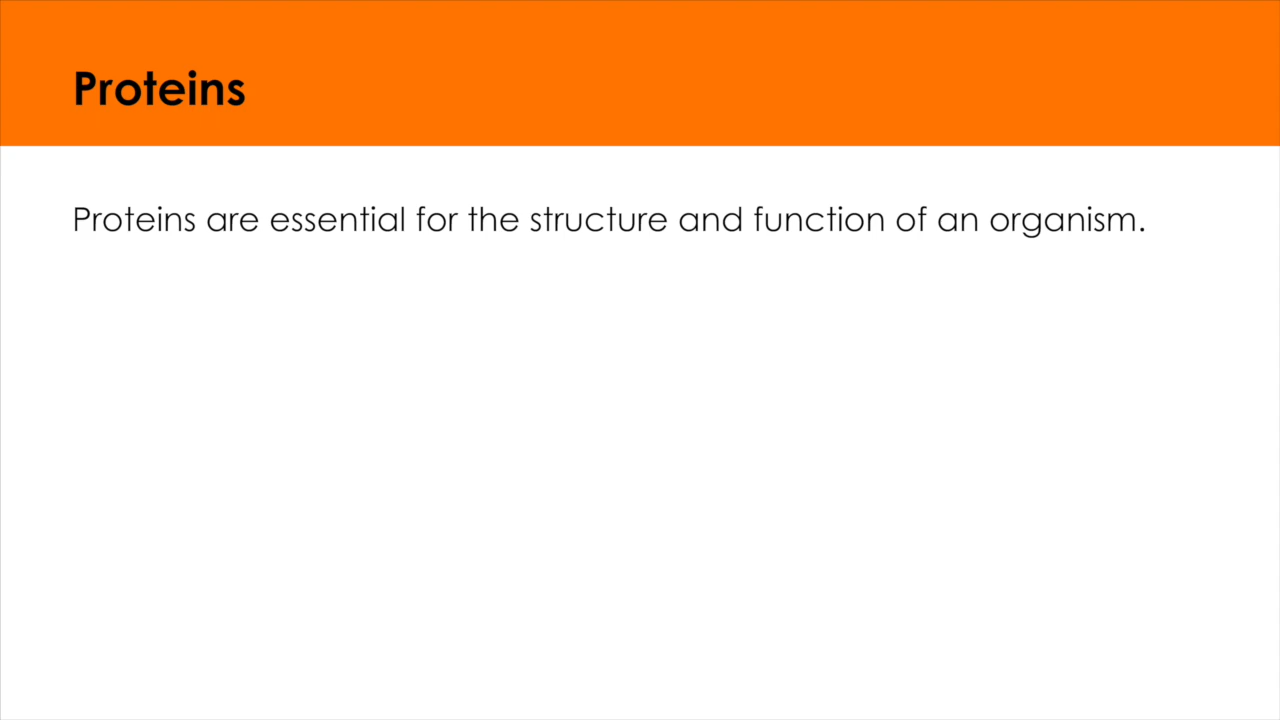 Proteins
Proteins are essential for the structure and function of an organism.